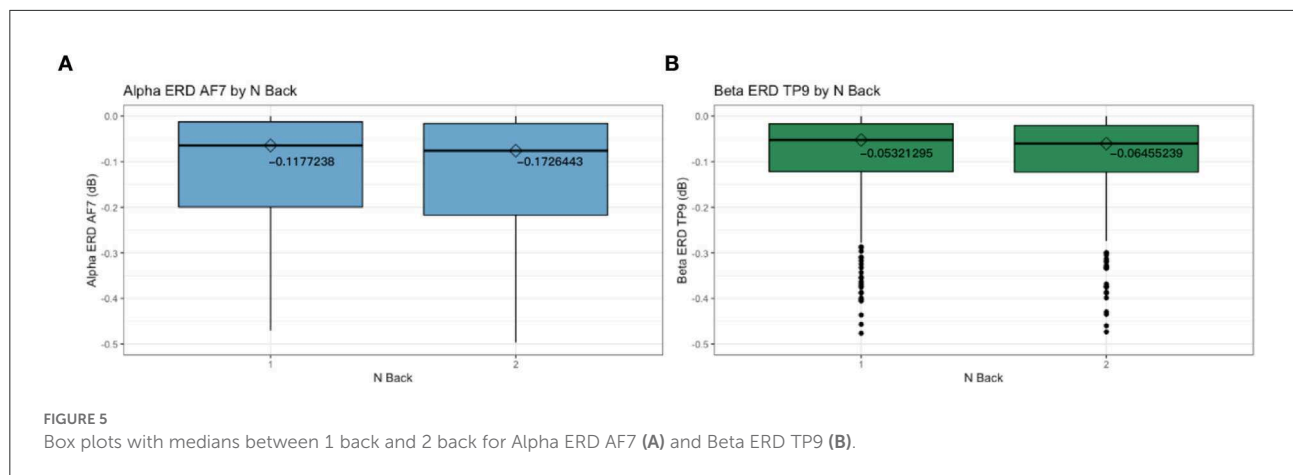 A
Alpha ERD AF7 by N Back
0.0
-0.1
-0.2
-0.3
-0.4
-0.5
Alpha ERD AF7 (dB)
−0.1177238
−0.1726443
1
2
N Back
B
Beta ERD TP9 by N Back
0.0
-0.1
-0.2
-0.3
-0.4
-0.5
Beta ERD TP9 (dB)
−0.05321295
−0.06455239
1
2
N Back
FIGURE 5
Box plots with medians between 1 back and 2 back for Alpha ERD AF7 (A) and Beta ERD TP9 (B).